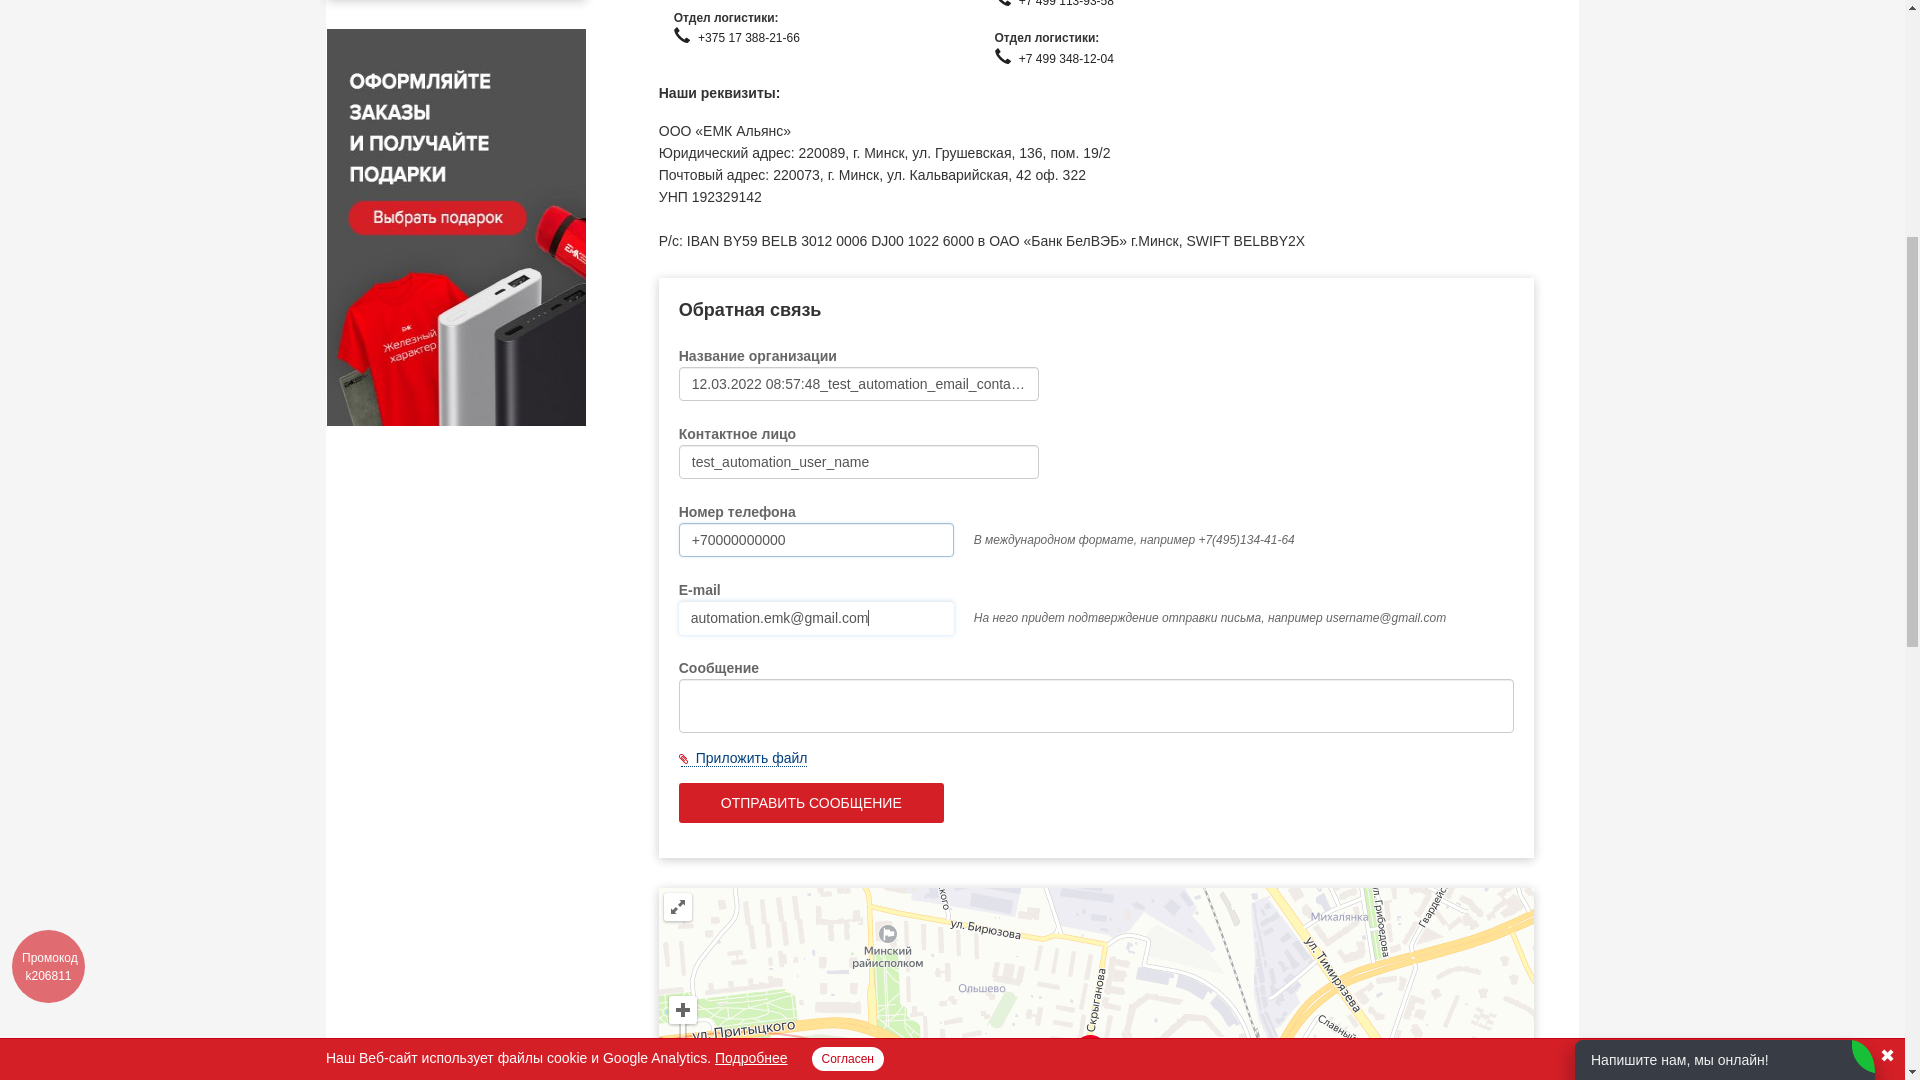 +7 499 113-93-58
Отдел логистики:
+375 17 388-21-66
Отдел логистики:
+7 499 348-12-04
ОФОРМЛЯЙТЕ
ЗАКАЗЫ
И ПОЛУЧАЙТЕ
ПОДАРКИ
Выбрать подарок
ЕМК
ЕМК
Железный
характер
Наши реквизиты:
ООО «ЕМК Альянс»
Юридический адрес: 220089, г. Минск, ул. Грушевская, 136, пом. 19/2
Почтовый адрес: 220073, г. Минск, ул. Кальварийская, 42 оф. 322
УНП 192329142
Р/с: IBAN BY59 BELB 3012 0006 DJ00 1022 6000 в ОАО «Банк БелВЭБ» г.Минск, SWIFT BELBBY2X
Обратная связь
Название организации
12.03.2022 08:57:48_test_automation_email_conta…
Контактное лицо
test_automation_user_name
Номер телефона
+70000000000
В международном формате, например +7(495)134-41-64
E-mail
automation.emk@gmail.com
На него придет подтверждение отправки письма, например username@gmail.com
Сообщение
Приложить файл
ОТПРАВИТЬ СООБЩЕНИЕ
ул. Бирюзова
Минский
райисполком
Ольшево
Скрыганова
ул. Притыцкого
Михалянка
ул. Грибоедова
Гвардейс
ул. Тимирязева
Славный
Промокод
k206811
Наш Веб-сайт использует файлы cookie и Google Analytics. Подробнее
Согласен
Напишите нам, мы онлайн!